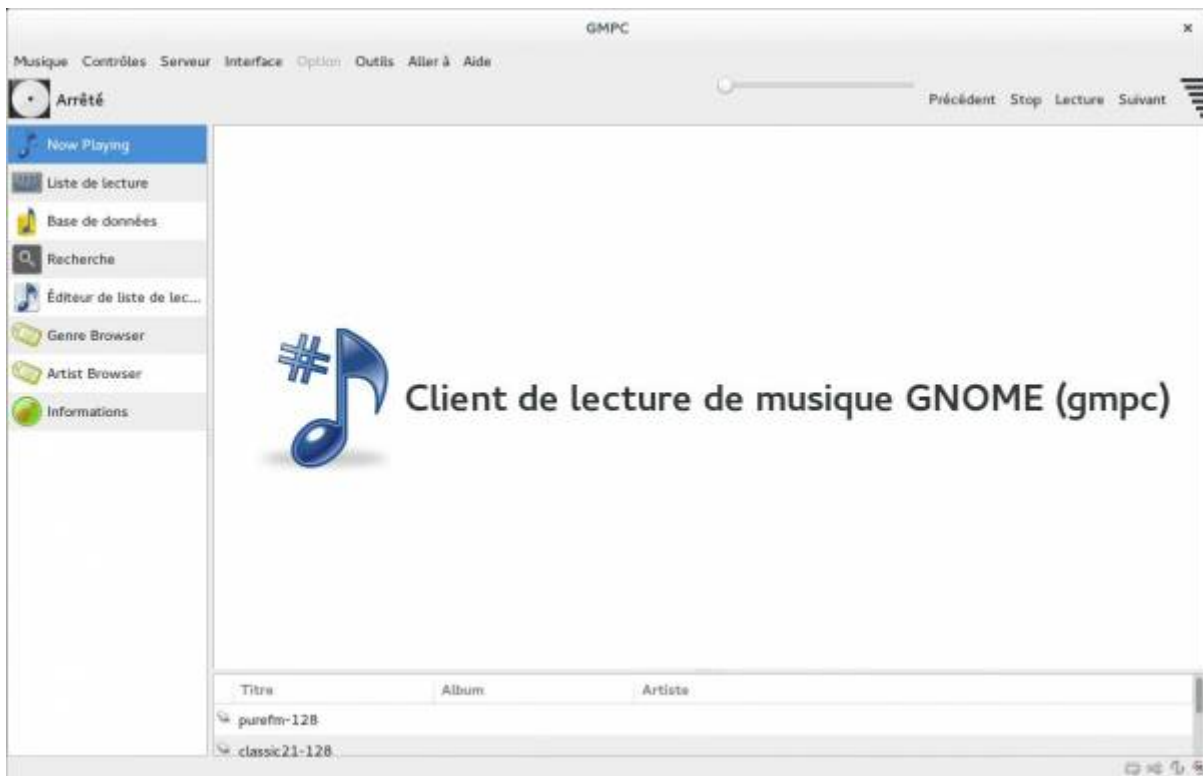 GMPC
Musique Contrôles Serveur Interface Option Outils Aller à Aide
Arrêté
Précédent Stop Lecture Suivant
Now Playing
Liste de lecture
Base de données
Recherche
Éditeur de liste de lec...
Genre Browser
Artist Browser
Informations
Client de lecture de musique GNOME (gmpc)
Titre Album Artiste
purefm-128
classic21-128